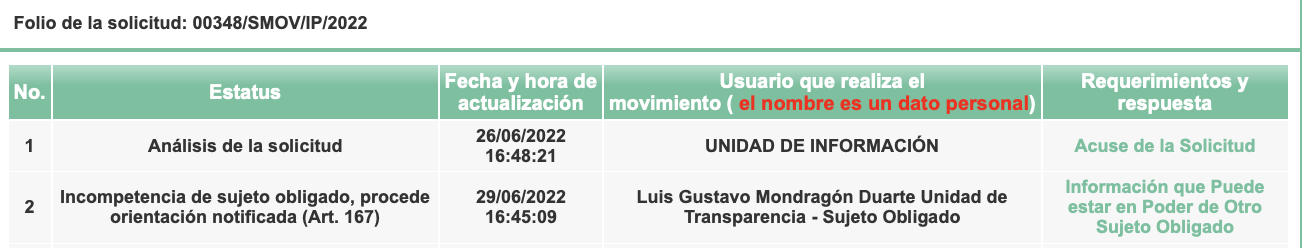 Folio de la solicitud: 00348/SMOV/IP/2022
No.
Estatus
Fecha y hora de
actualización
Usuario que realiza el
movimiento ( el nombre es un dato personal)
Requerimientos y
respuesta
1
Análisis de la solicitud
26/06/2022
16:48:21
UNIDAD DE INFORMACIÓN
Acuse de la Solicitud
2
Incompetencia de sujeto obligado, procede
orientación notificada (Art. 167)
29/06/2022
16:45:09
Luis Gustavo Mondragón Duarte Unidad de
Transparencia - Sujeto Obligado
Información que Puede
estar en Poder de Otro
Sujeto Obligado